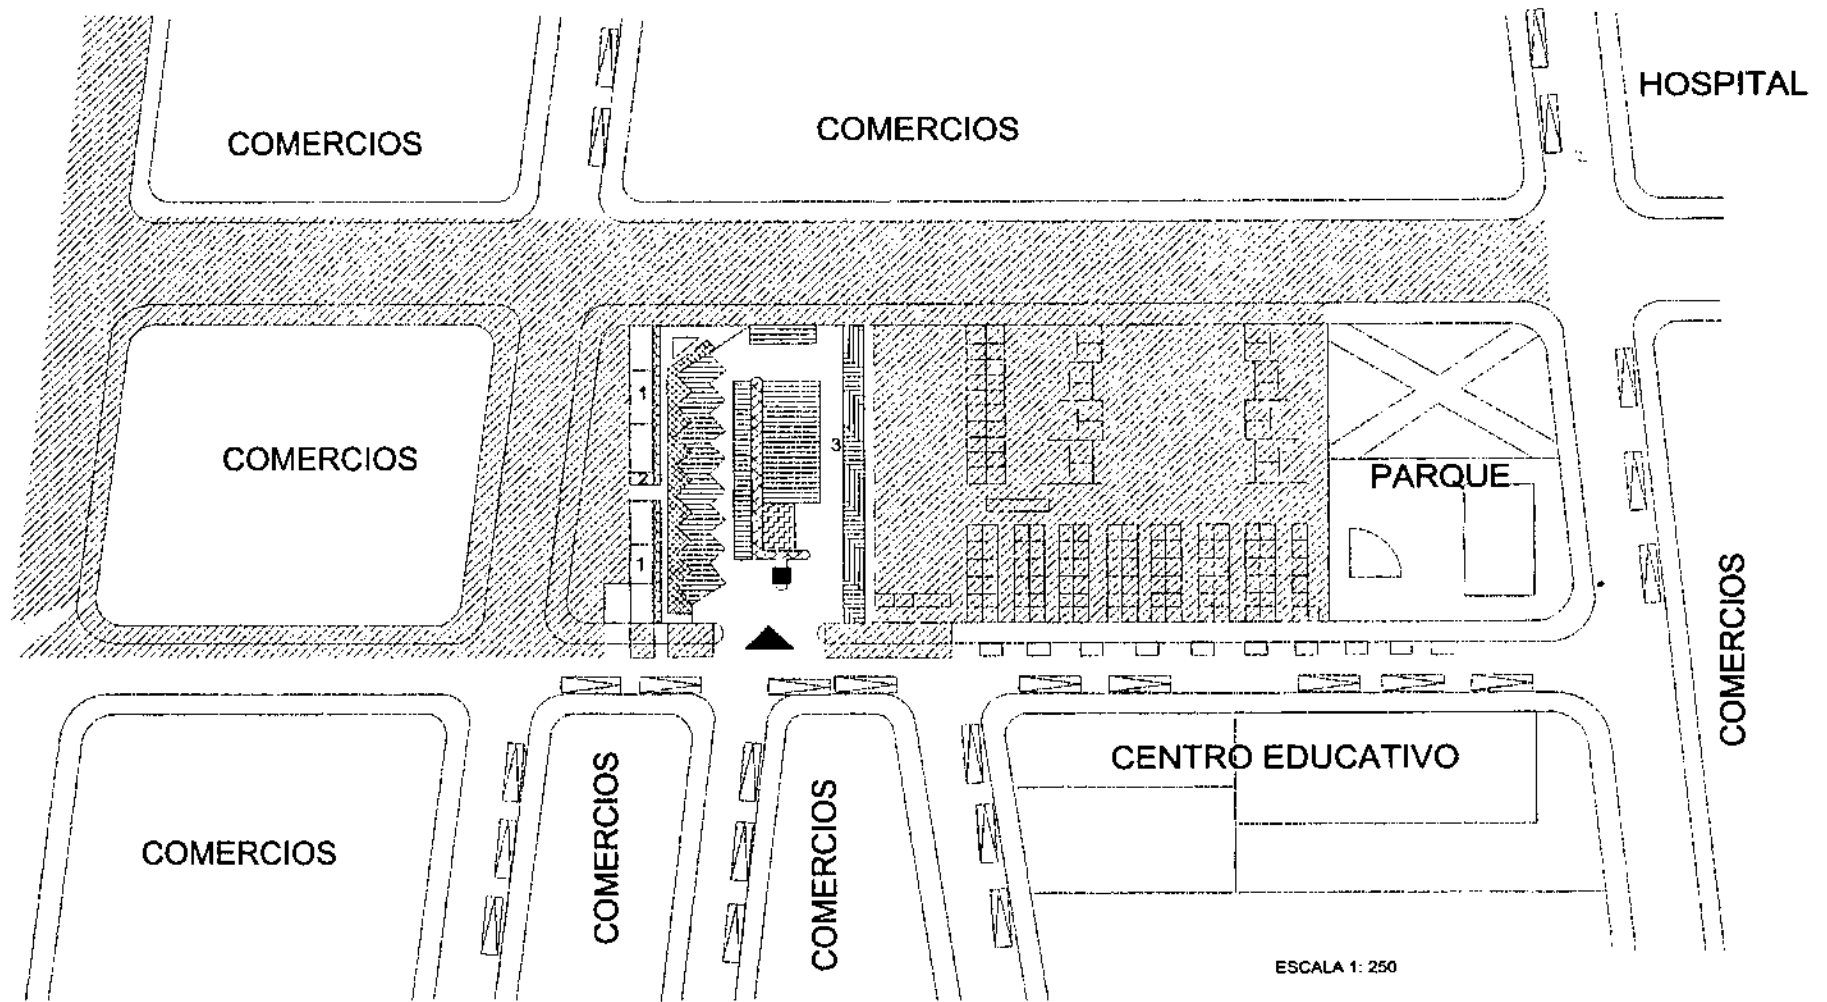 HOSPITAL
COMERCIOS
COMERCIOS
1
3
COMERCIOS
PARQUE
2
1
COMERCIOS
CENTRO EDUCATIVO
COMERCIOS
COMERCIOS
COMERCIOS
ESCALA 1: 250